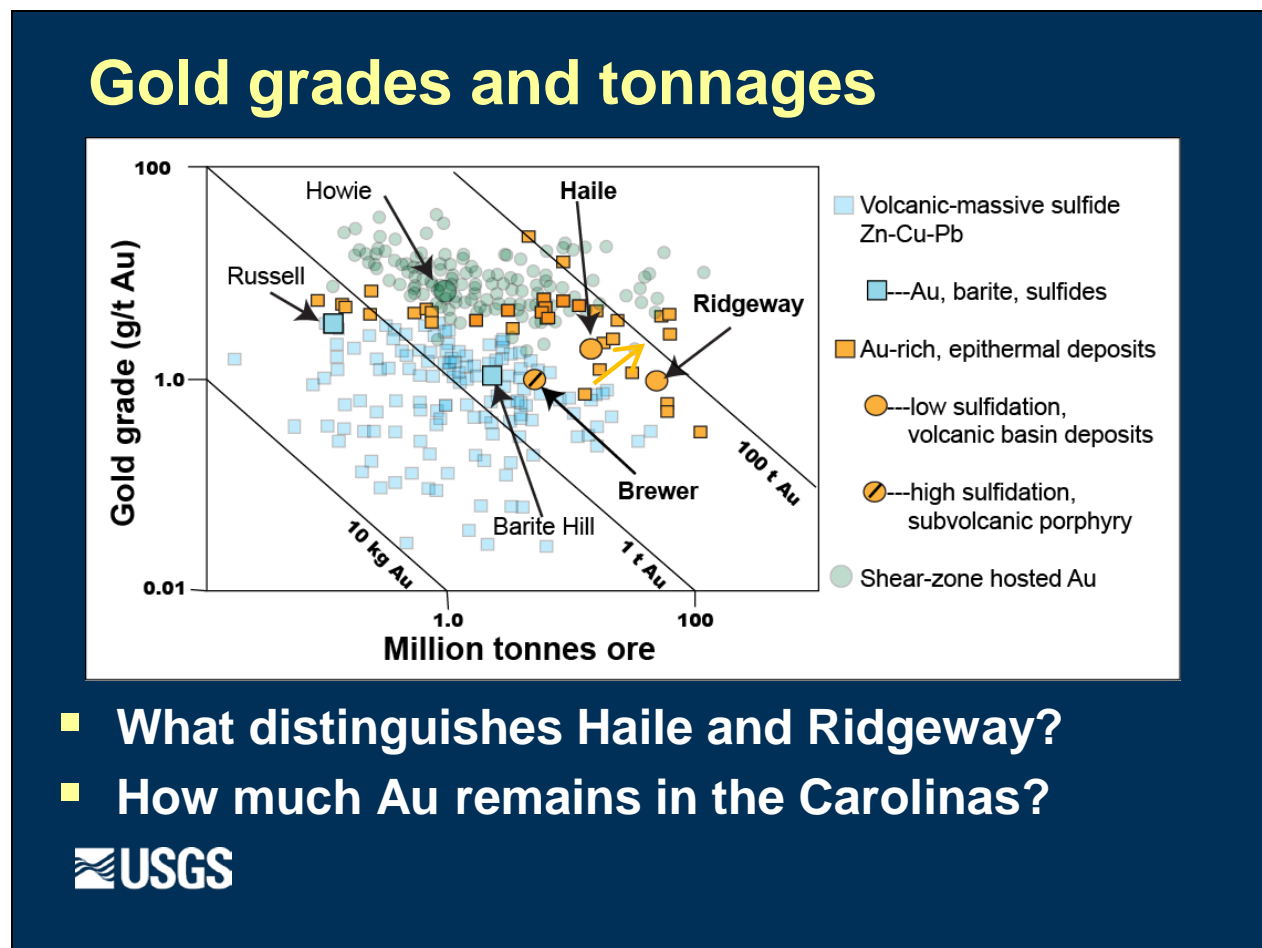 Gold grades and tonnages
100
Howie
Haile
Volcanic-massive sulfide
Zn-Cu-Pb
Russell
---Au, barite, sulfides
Ridgeway
Gold grade (g/t Au)
Au-rich, epithermal deposits
1.0
---low sulfidation,
volcanic basin deposits
100 t Au
Brewer
---high sulfidation,
subvolcanic porphyry
Barite Hill
10 kg Au
1 t Au
Shear-zone hosted Au
0.01
1.0
100
Million tonnes ore
What distinguishes Haile and Ridgeway?
How much Au remains in the Carolinas?
USGS